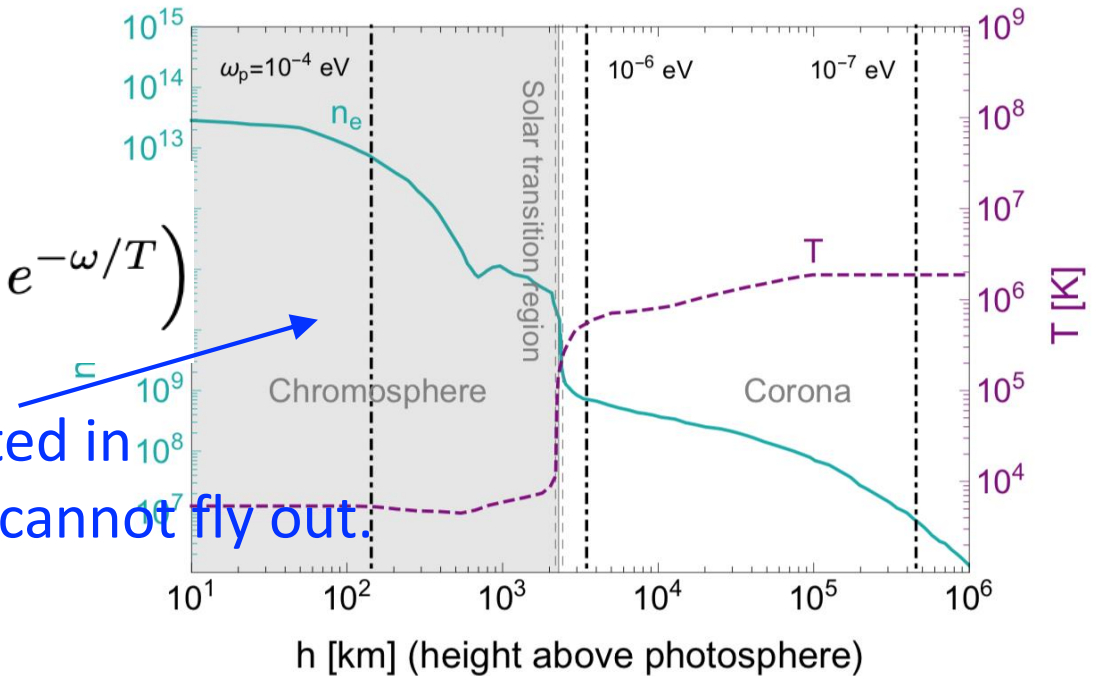 10^15
10^14
10^13
10^9
10^8
10^7
n
ω_p=10^−4 eV
10^−6 eV
10^−7 eV
n_e
Solar transition region
T
Chromosphere
Corona
e^{−ω/T})
ted in
cannot fly out.
10^9
10^8
10^7
10^6
10^5
10^4
T [K]
10^1 10^2 10^3 10^4 10^5 10^6
h [km] (height above photosphere)